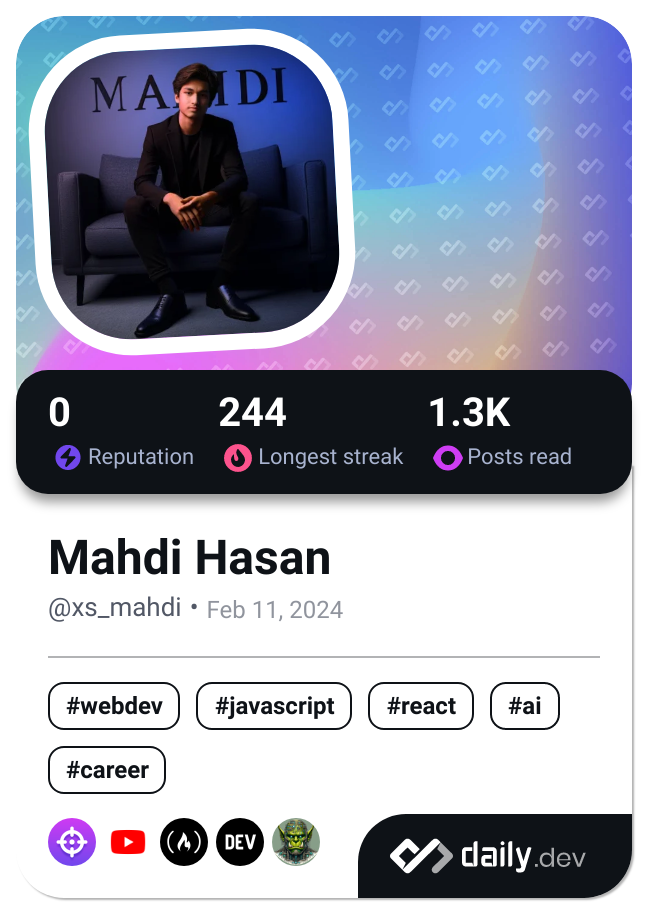 MAHDI
0 244 1.3K
Reputation Longest streak Posts read
Mahdi Hasan
@xs_mahdi • Feb 11, 2024
#webdev #javascript #react #ai
#career
DEV
daily.dev